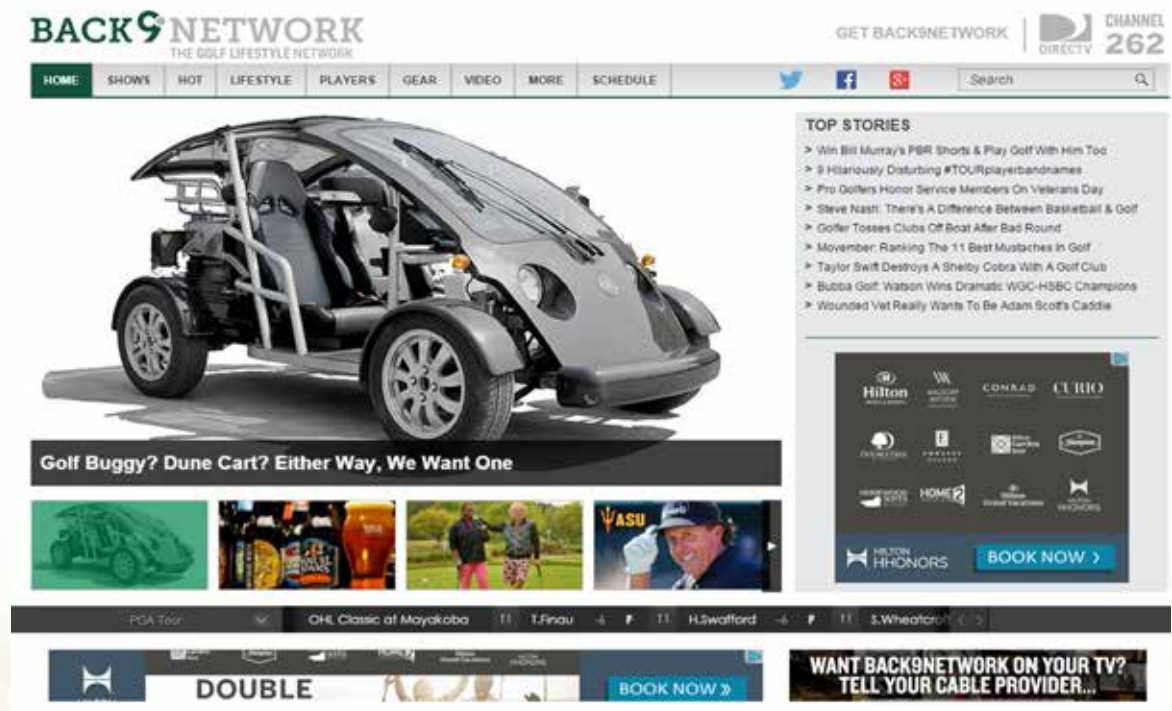 BACK9NETWORK
THE GOLF LIFESTYLE NETWORK
GET BACK9NETWORK
DIRECTV
CHANNEL
262
HOME SHOWS HOT LIFESTYLE PLAYERS GEAR VIDEO MORE SCHEDULE
Search
TOP STORIES
> Win Bill Murray's PBR Shorts & Play Golf With Him Too
> 9 Hilariously Disturbing #TOURplayerbandnames
> Pro Golfers Honor Service Members On Veterans Day
> Steve Nash: There's A Difference Between Basketball & Golf
> Golfer Tosses Clubs Off Boat After Bad Round
> Movember: Ranking The 11 Best Mustaches In Golf
> Taylor Swift Destroys A Shelby Cobra With A Golf Club
> Bubba Golf: Watson Wins Dramatic WGC-HSBC Champions
> Wounded Vet Really Wants To Be Adam Scott's Caddie
Golf Buggy? Dune Cart? Either Way, We Want One
Hilton
CONRAD
CURIO
HOME2
HILTON
HHONORS
BOOK NOW >
ASU
PGA Tour
OHL Classic at Mayakoba T1 T.Finau -6 F T1 H.Swafford -6 F T1 S.Wheatcrof
DOUBLE
BOOK NOW »
WANT BACK9NETWORK ON YOUR TV?
TELL YOUR CABLE PROVIDER...